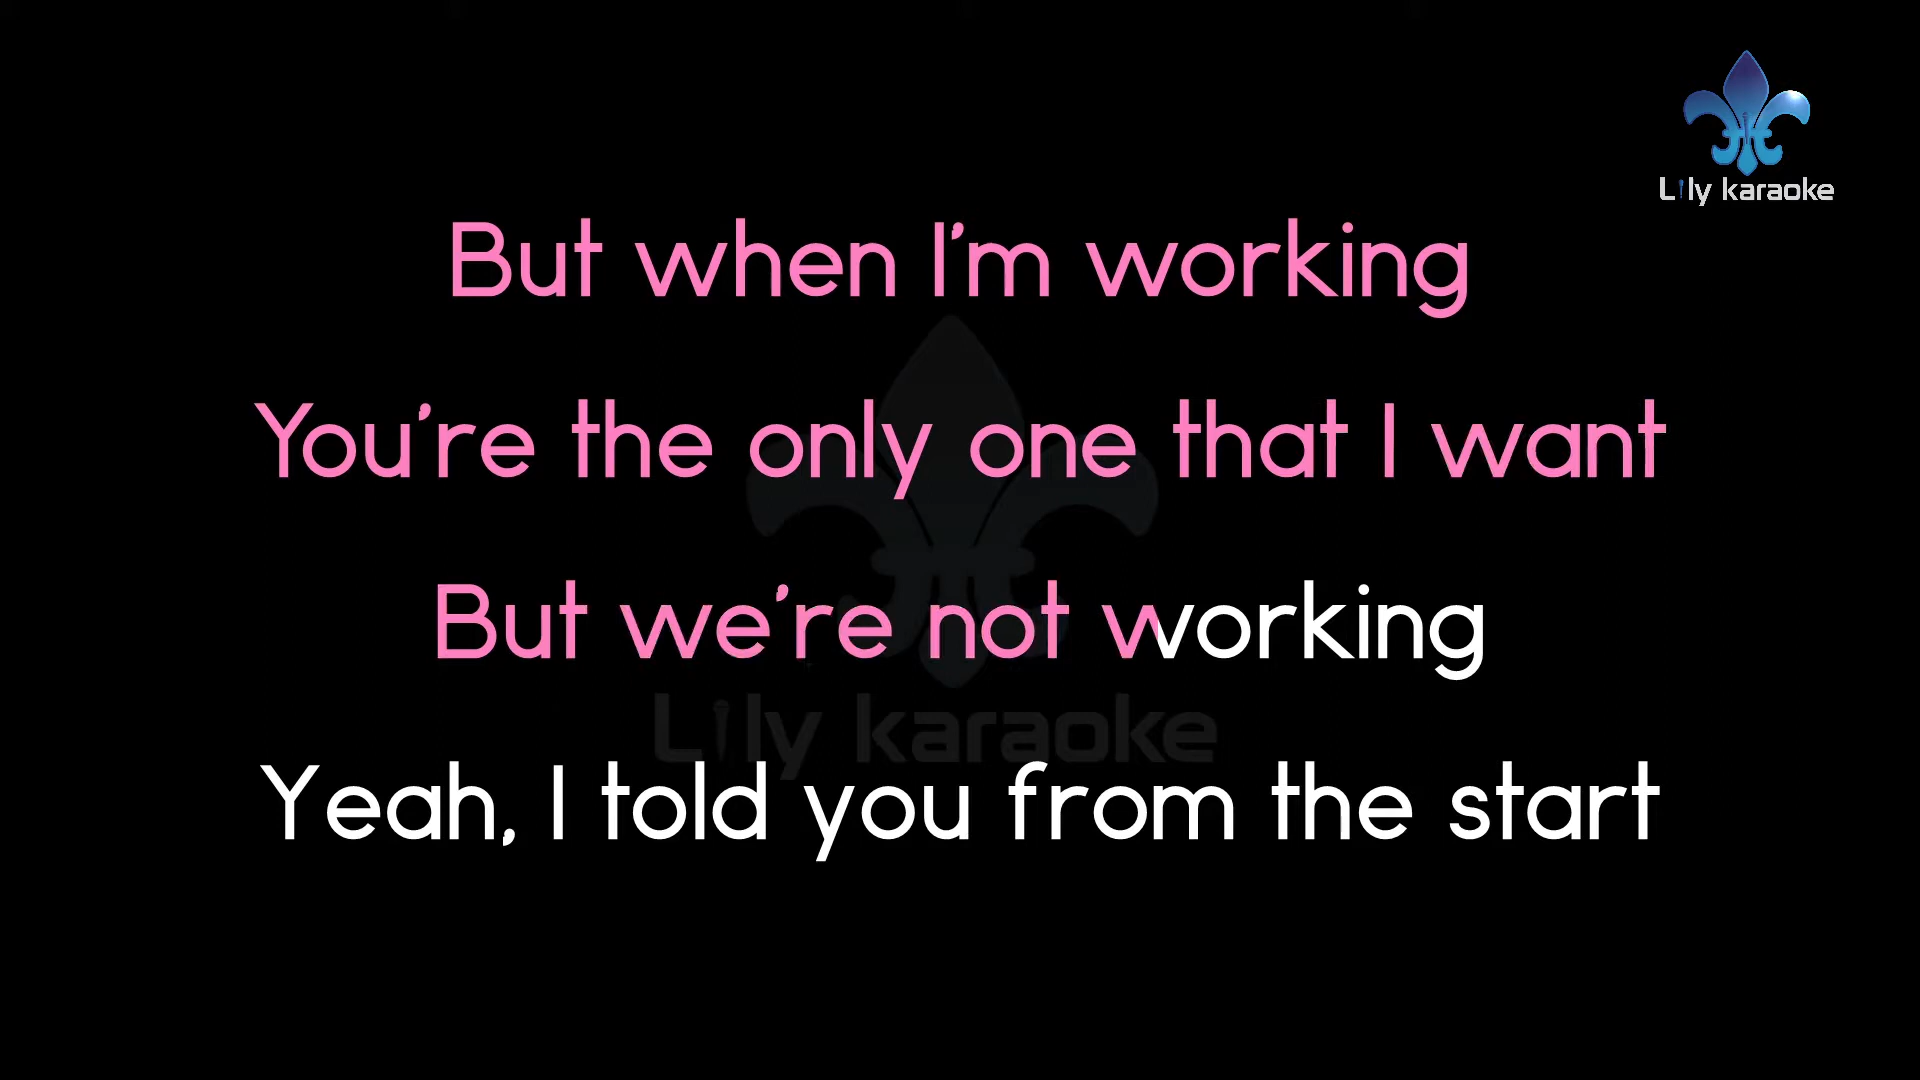 Lily karaoke
But when I'm working
You're the only one that I want
But we're not working
Lily karaoke
Yeah, I told you from the start